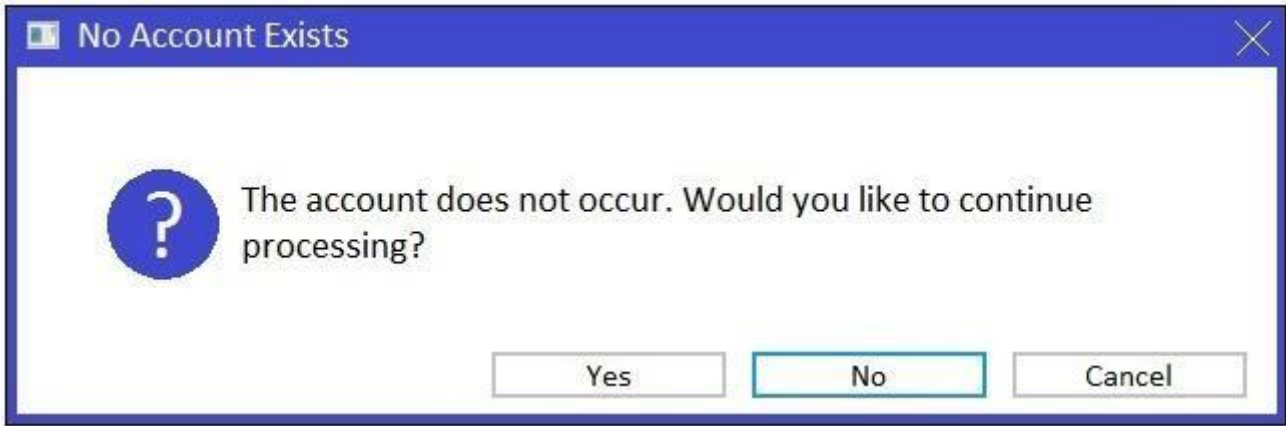 No Account Exists
?
The account does not occur. Would you like to continue
processing?
Yes No Cancel